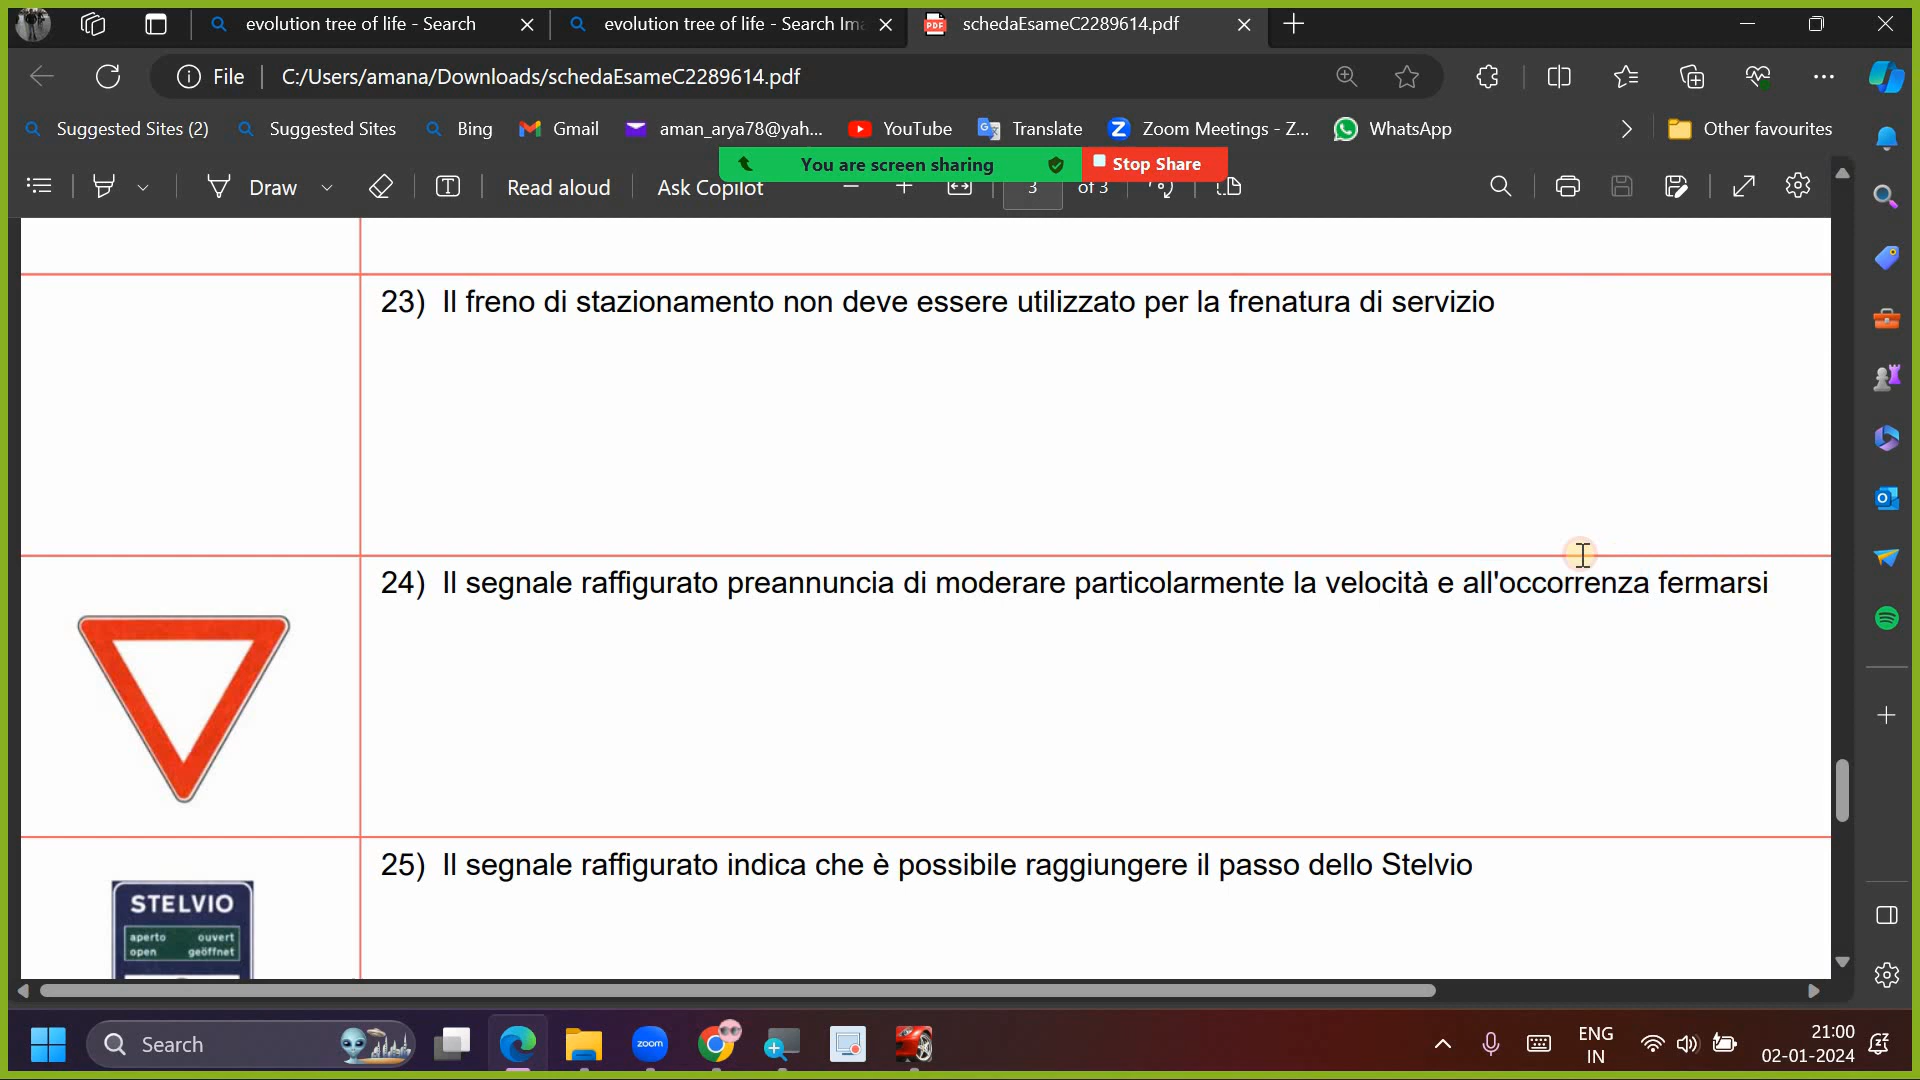 evolution tree of life - Search
evolution tree of life - Search Ima
schedaEsameC2289614.pdf
File
C:/Users/amana/Downloads/schedaEsameC2289614.pdf
Suggested Sites (2)
Suggested Sites
Bing
Gmail
aman_arya78@yah...
YouTube
Translate
Zoom Meetings - Z...
WhatsApp
Other favourites
You are screen sharing
Stop Share
Draw
Read aloud
Ask Copilot
3
of 3
23) Il freno di stazionamento non deve essere utilizzato per la frenatura di servizio
24) Il segnale raffigurato preannuncia di moderare particolarmente la velocità e all'occorrenza fermarsi
25) Il segnale raffigurato indica che è possibile raggiungere il passo dello Stelvio
STELVIO
aperto ouvert
open geöffnet
Search
zoom
ENG
IN
21:00
02-01-2024